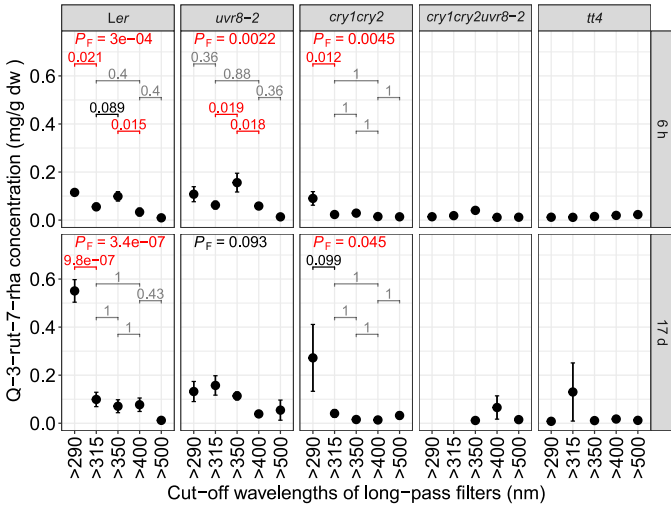 Ler uvr8-2 cry1cry2 cry1cry2uvr8-2 tt4
P_F = 3e-04 P_F = 0.0022 P_F = 0.0045
0.021 0.36 0.012
0.4 0.88 1
0.4 0.36 1
0.089 0.019 1
0.015 0.018 1
0.6
0.4
0.2
0.0
6 h
P_F = 3.4e-07 P_F = 0.093 P_F = 0.045
9.8e-07 0.099
1 1
0.43 1
1 1
1 1
0.6
0.4
0.2
0.0
17 d
Q-3-rut-7-rha concentration (mg/g dw)
>290 >315 >350 >400 >500 >290 >315 >350 >400 >500 >290 >315 >350 >400 >500 >290 >315 >350 >400 >500 >290 >315 >350 >400 >500
Cut-off wavelengths of long-pass filters (nm)